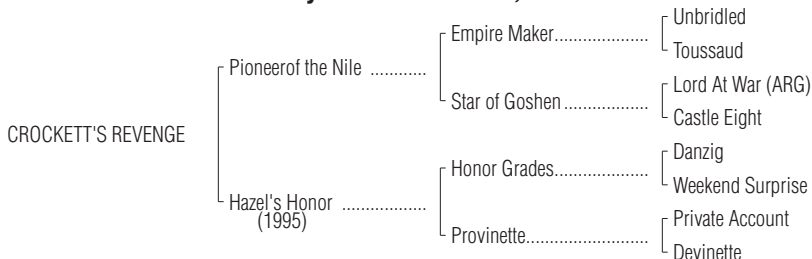 Unbridled
Empire Maker....................
Toussaud
Pioneerof the Nile ............
Lord At War (ARG)
Star of Goshen ..................
Castle Eight
CROCKETT'S REVENGE
Danzig
Honor Grades....................
Weekend Surprise
Hazel's Honor ..................
(1995)
Private Account
Provinette..........................
Devinette